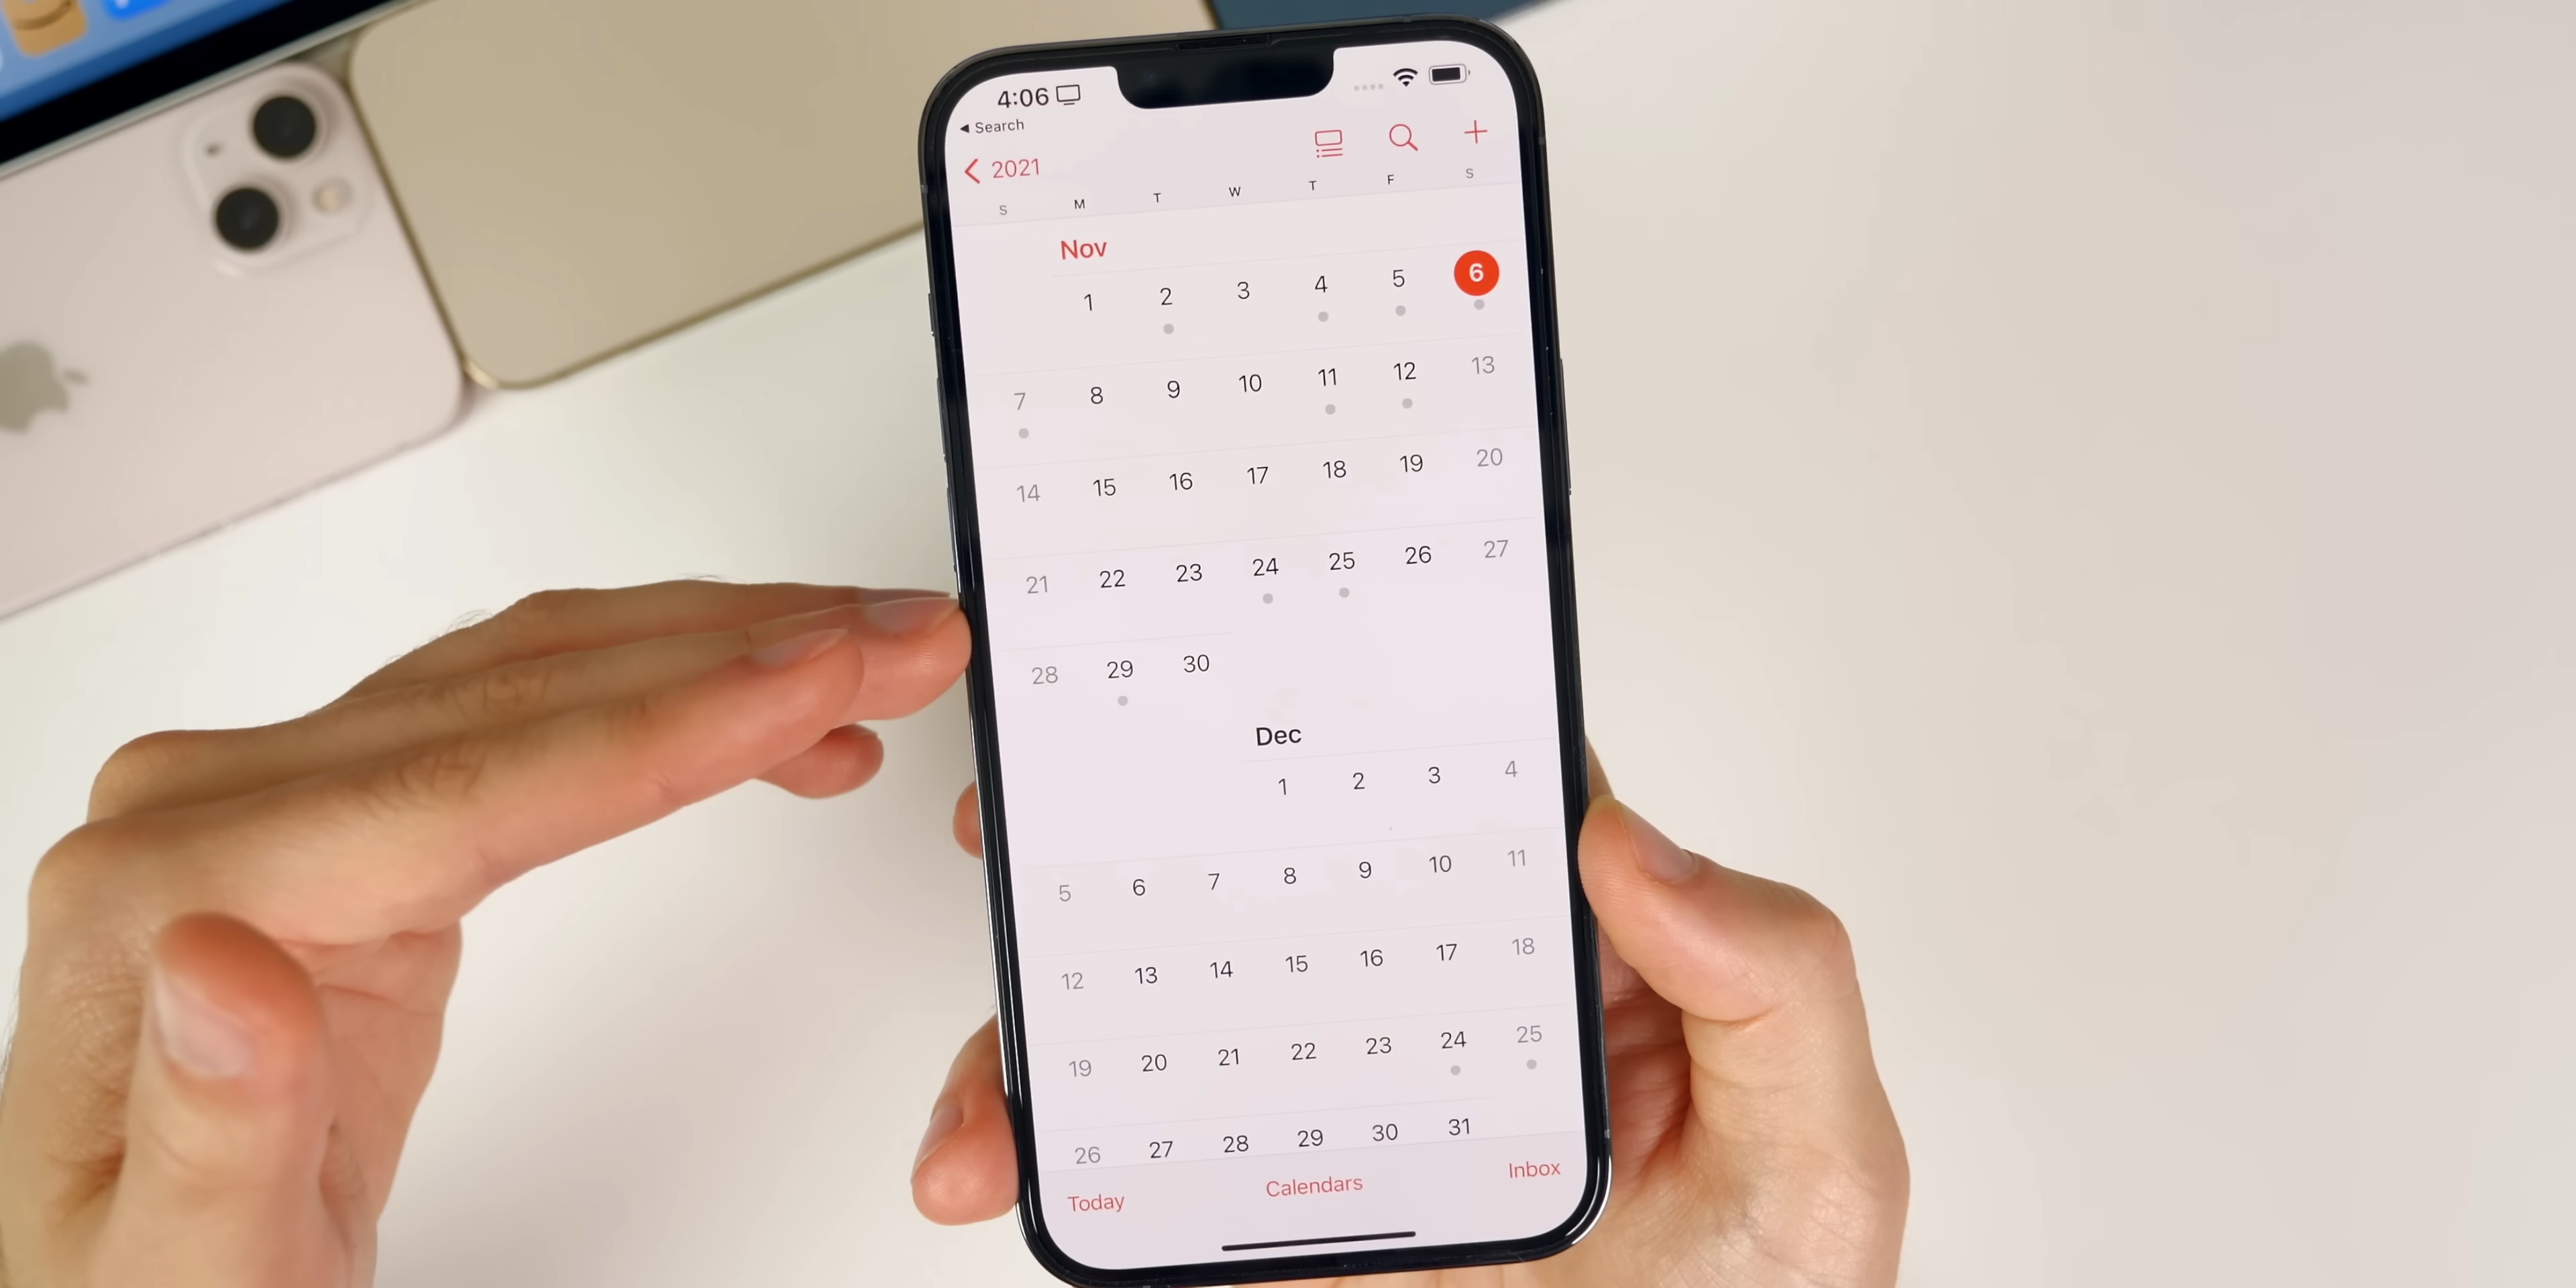 4:06
◀ Search
2021
S M T W T F S
Nov
1 2 3 4 5 6
7 8 9 10 11 12 13
14 15 16 17 18 19 20
21 22 23 24 25 26 27
28 29 30
Dec
1 2 3 4
5 6 7 8 9 10 11
12 13 14 15 16 17 18
19 20 21 22 23 24 25
26 27 28 29 30 31
Today Calendars Inbox